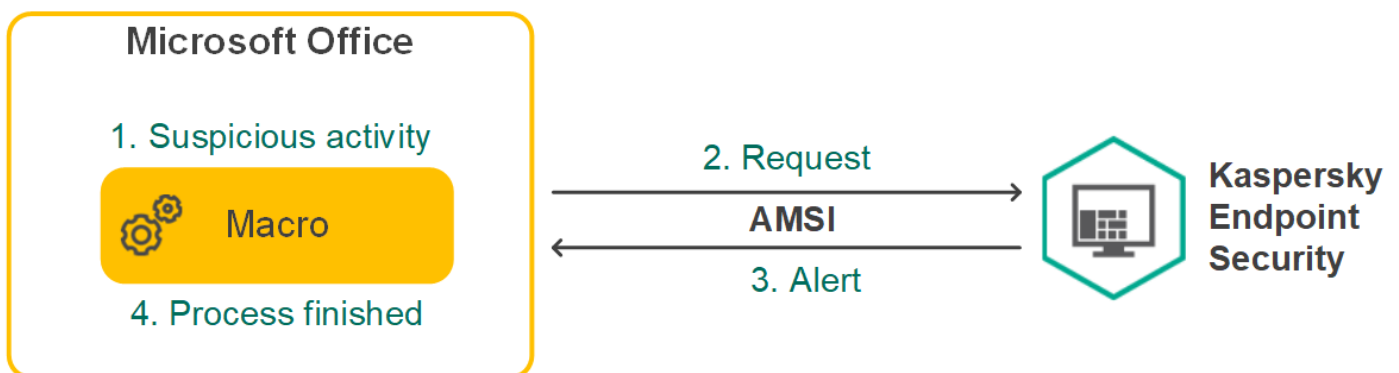 Microsoft Office
1. Suspicious activity
Macro
4. Process finished
2. Request
AMSI
3. Alert
Kaspersky
Endpoint
Security